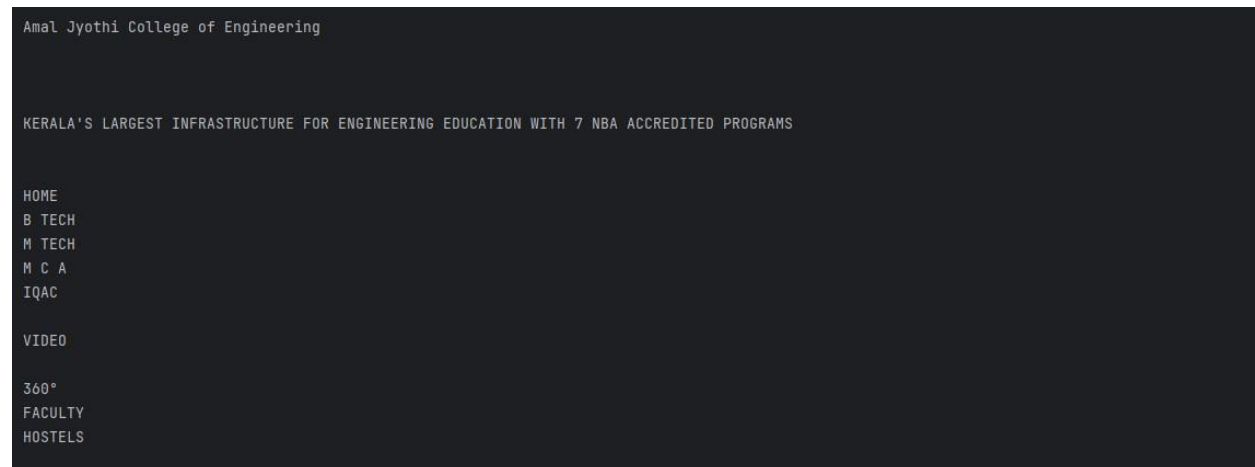 Amal Jyothi College of Engineering
KERALA'S LARGEST INFRASTRUCTURE FOR ENGINEERING EDUCATION WITH 7 NBA ACCREDITED PROGRAMS
HOME
B TECH
M TECH
M C A
IQAC
VIDEO
360°
FACULTY
HOSTELS